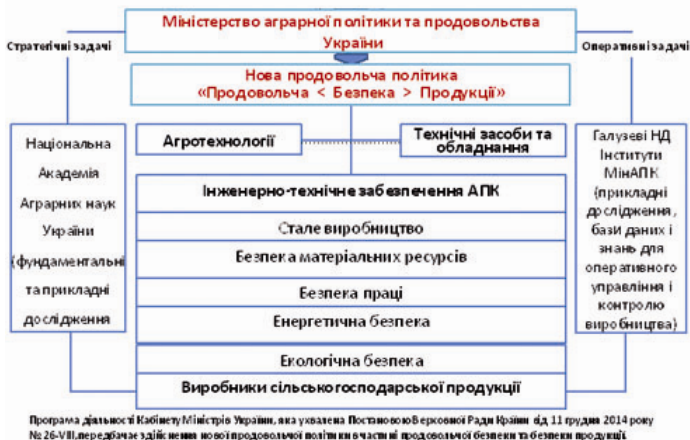 Міністерство аграрної політики та продовольства
України
Стратегічні задачі
Оперативні задачі
Нова продовольча політика
«Продовольча < Безпека > Продукції»
Національна
Академія
Аграрних наук
України
(фундаментальні
та прикладні
дослідження
Агротехнології
Технічні засоби та
обладнання
Інженерно-технічне забезпечення АПК
Стале виробництво
Безпека матеріальних ресурсів
Безпека праці
Енергетична безпека
Екологічна безпека
Виробники сільськогосподарської продукції
Галузеві НД
Інститути
МінАПК
(прикладні
дослідження,
бази даних і
знань для
оперативного
управління і
контролю
виробництва)
Програма діяльності Кабінету Міністрів України, яка ухвалена Постановою Верховної Ради Країни від 11 грудня 2014 року
№ 26-VIII, передбачає здійснення нової продовольчої політики в частині продовольчої безпеки та безпеки продукції